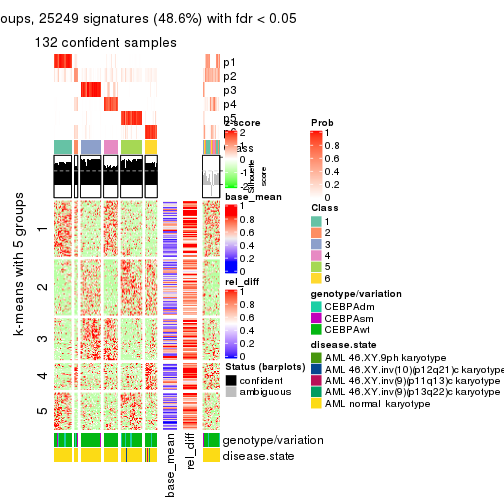 oups, 25249 signatures (48.6%) with fdr < 0.05
132 confident samples
p1
p2
p3
p4
p5
z-score
2
1
0
-1
-2
Silhouette
score
base_mean
1
0.8
0.6
0.4
0.2
0
rel_diff
1
0.8
0.6
0.4
0.2
0
Status (barplots)
confident
ambiguous
Prob
1
0.8
0.6
0.4
0.2
0
Class
1
2
3
4
5
6
genotype/variation
CEBPAdm
CEBPAsm
CEBPAwt
disease.state
AML 46.XY.9ph karyotype
AML 46.XY.inv(10)(p12q21)c karyotype
AML 46.XY.inv(9)(p11q13)c karyotype
AML 46.XY.inv(9)(p13q22)c karyotype
AML normal karyotype
k-means with 5 groups
1
2
3
4
5
base_mean
rel_diff
genotype/variation
disease.state